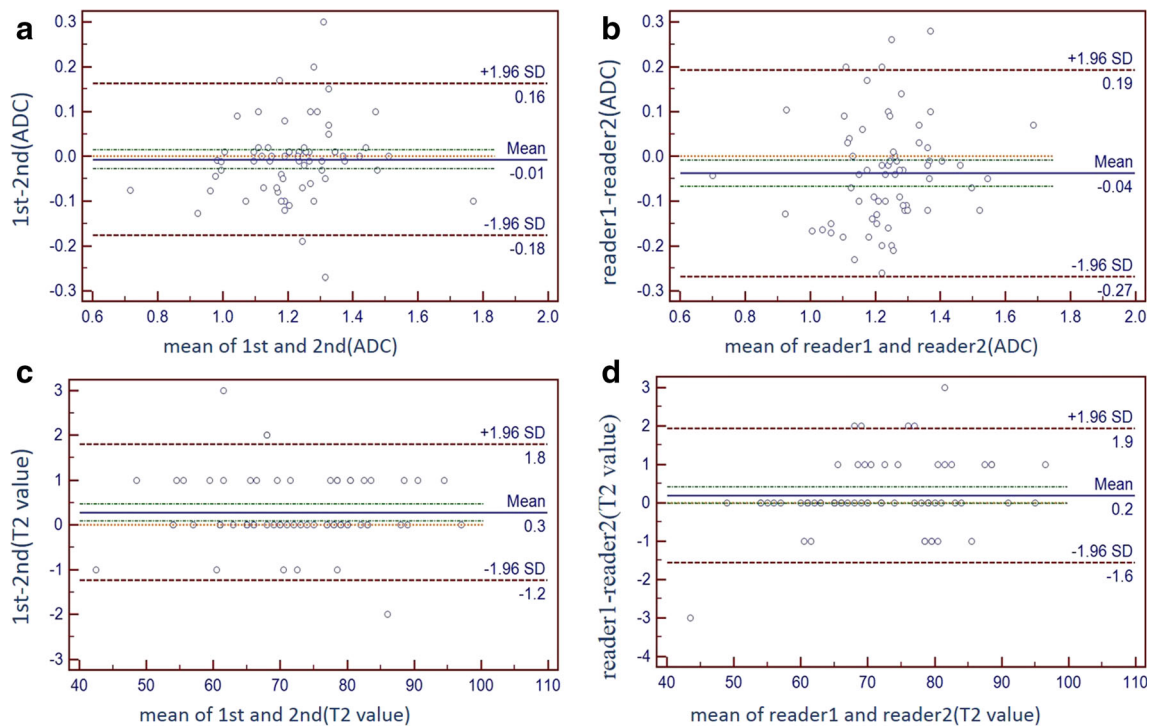 a
0.3
0.2
0.1
0.0
-0.1
-0.2
-0.3
1st-2nd(ADC)
+1.96 SD
0.16
Mean
-0.01
-1.96 SD
-0.18
0.6 0.8 1.0 1.2 1.4 1.6 1.8 2.0
mean of 1st and 2nd(ADC)
b
0.3
0.2
0.1
0.0
-0.1
-0.2
-0.3
reader1-reader2(ADC)
+1.96 SD
0.19
Mean
-0.04
-1.96 SD
-0.27
0.6 0.8 1.0 1.2 1.4 1.6 1.8 2.0
mean of reader1 and reader2(ADC)
c
3
2
1
0
-1
-2
-3
1st-2nd(T2 value)
+1.96 SD
1.8
Mean
0.3
-1.96 SD
-1.2
40 50 60 70 80 90 100 110
mean of 1st and 2nd(T2 value)
d
3
2
1
0
-1
-2
-3
-4
reader1-reader2(T2 value)
+1.96 SD
1.9
Mean
0.2
-1.96 SD
-1.6
40 50 60 70 80 90 100 110
mean of reader1 and reader2(T2 value)